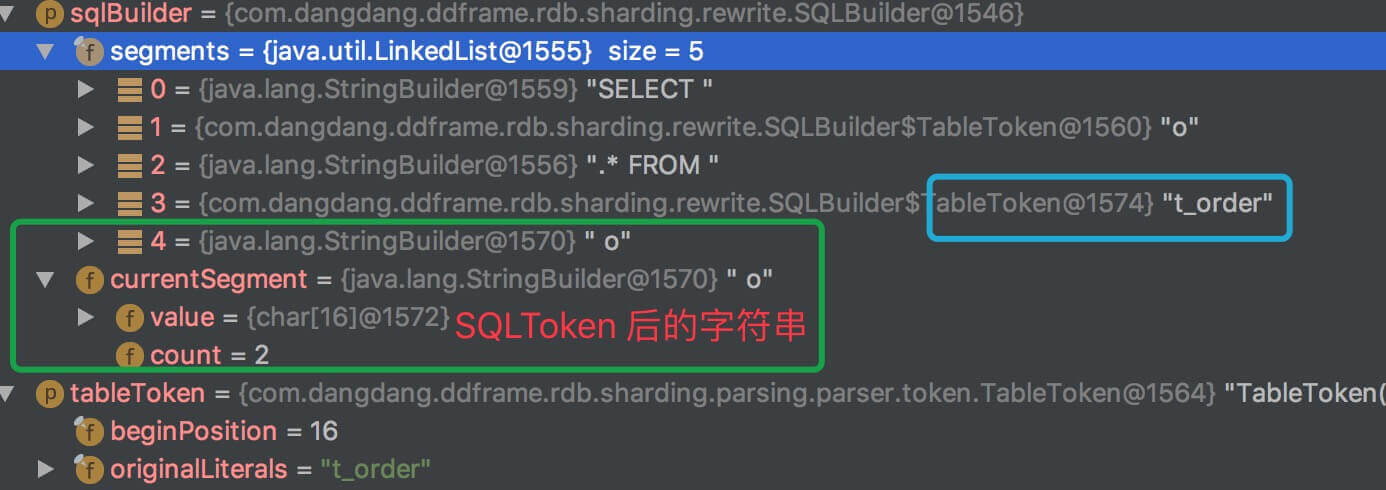 p sqlBuilder = {com.dangdang.ddframe.rdb.sharding.rewrite.SQLBuilder@1546}
f segments = {java.util.LinkedList@1555} size = 5
0 = {java.lang.StringBuilder@1559} "SELECT "
1 = {com.dangdang.ddframe.rdb.sharding.rewrite.SQLBuilder$TableToken@1560} "o"
2 = {java.lang.StringBuilder@1556} ".* FROM "
3 = {com.dangdang.ddframe.rdb.sharding.rewrite.SQLBuilder$TableToken@1574} "t_order"
4 = {java.lang.StringBuilder@1570} " o"
f currentSegment = {java.lang.StringBuilder@1570} " o"
f value = {char[16]@1572} SQLToken 后的字符串
f count = 2
p tableToken = {com.dangdang.ddframe.rdb.sharding.parsing.parser.token.TableToken@1564} "TableToken(
f beginPosition = 16
f originalLiterals = "t_order"